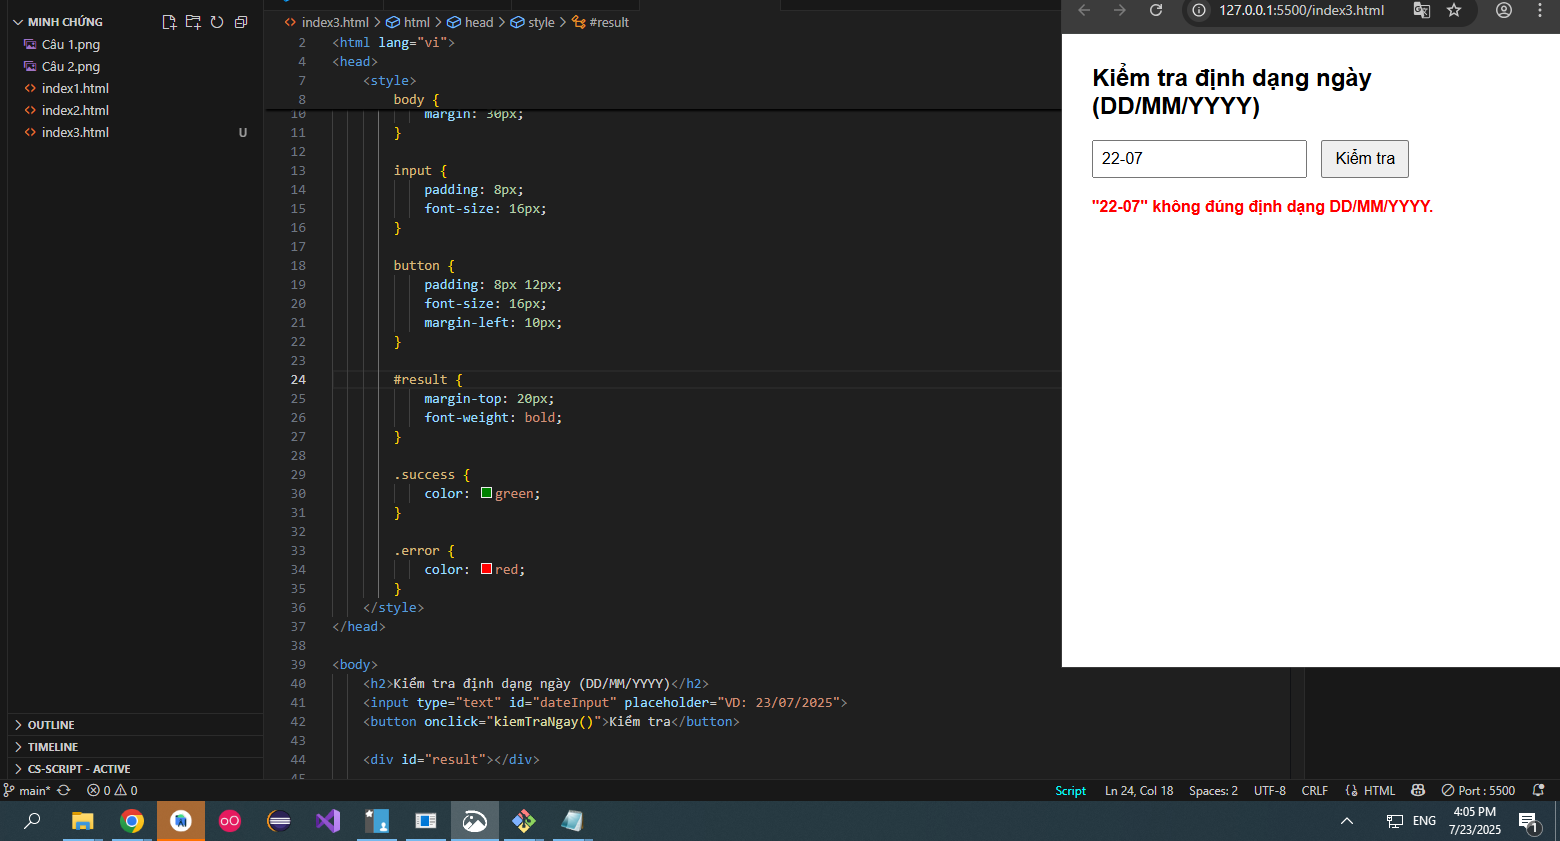 MINH CHỨNG
Câu 1.png
Câu 2.png
index1.html
index2.html
index3.html U
OUTLINE
TIMELINE
CS-SCRIPT - ACTIVE
index3.html > html > head > style > #result
2 <html lang="vi">
4 <head>
7 <style>
8 body {
10 margin: 30px;
11 }
12
13 input {
14 padding: 8px;
15 font-size: 16px;
16 }
17
18 button {
19 padding: 8px 12px;
20 font-size: 16px;
21 margin-left: 10px;
22 }
23
24 #result {
25 margin-top: 20px;
26 font-weight: bold;
27 }
28
29 .success {
30 color: green;
31 }
32
33 .error {
34 color: red;
35 }
36 </style>
37 </head>
38
39 <body>
40 <h2>Kiểm tra định dạng ngày (DD/MM/YYYY)</h2>
41 <input type="text" id="dateInput" placeholder="VD: 23/07/2025">
42 <button onclick="kiemTraNgay()">Kiểm tra</button>
43
44 <div id="result"></div>
45
127.0.0.1:5500/index3.html
Kiểm tra định dạng ngày
(DD/MM/YYYY)
22-07 Kiểm tra
"22-07" không đúng định dạng DD/MM/YYYY.
main* 0 0 Script Ln 24, Col 18 Spaces: 2 UTF-8 CRLF HTML Port : 5500
ENG
4:05 PM
7/23/2025
1